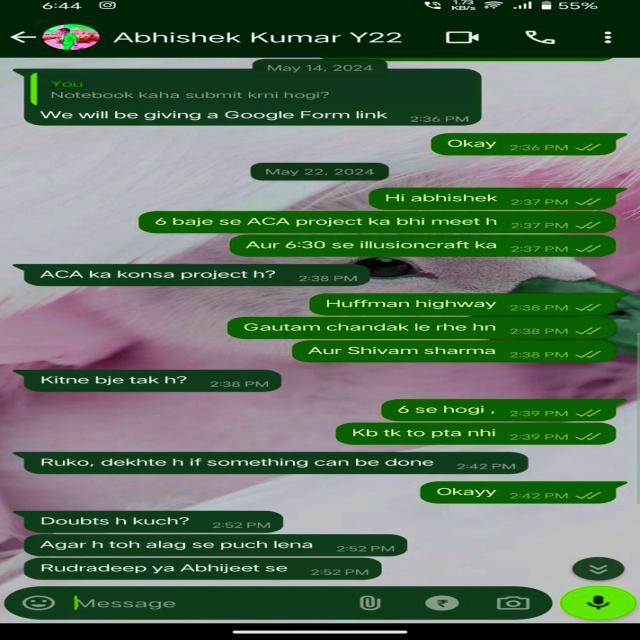 6:44
1.73
KB/s
55%
Abhishek Kumar Y22
May 14, 2024
You
Notebook kaha submit krni hogi?
We will be giving a Google Form link 2:36 PM
Okay 2:36 PM
May 22, 2024
Hi abhishek 2:37 PM
6 baje se ACA project ka bhi meet h 2:37 PM
Aur 6:30 se illusioncraft ka 2:37 PM
ACA ka konsa project h? 2:38 PM
Huffman highway 2:38 PM
Gautam chandak le rhe hn 2:38 PM
Aur Shivam sharma 2:38 PM
Kitne bje tak h? 2:38 PM
6 se hogi , 2:39 PM
Kb tk to pta nhi 2:39 PM
Ruko, dekhte h if something can be done 2:42 PM
Okayy 2:42 PM
Doubts h kuch? 2:52 PM
Agar h toh alag se puch lena 2:52 PM
Rudradeep ya Abhijeet se 2:52 PM
Message
₹